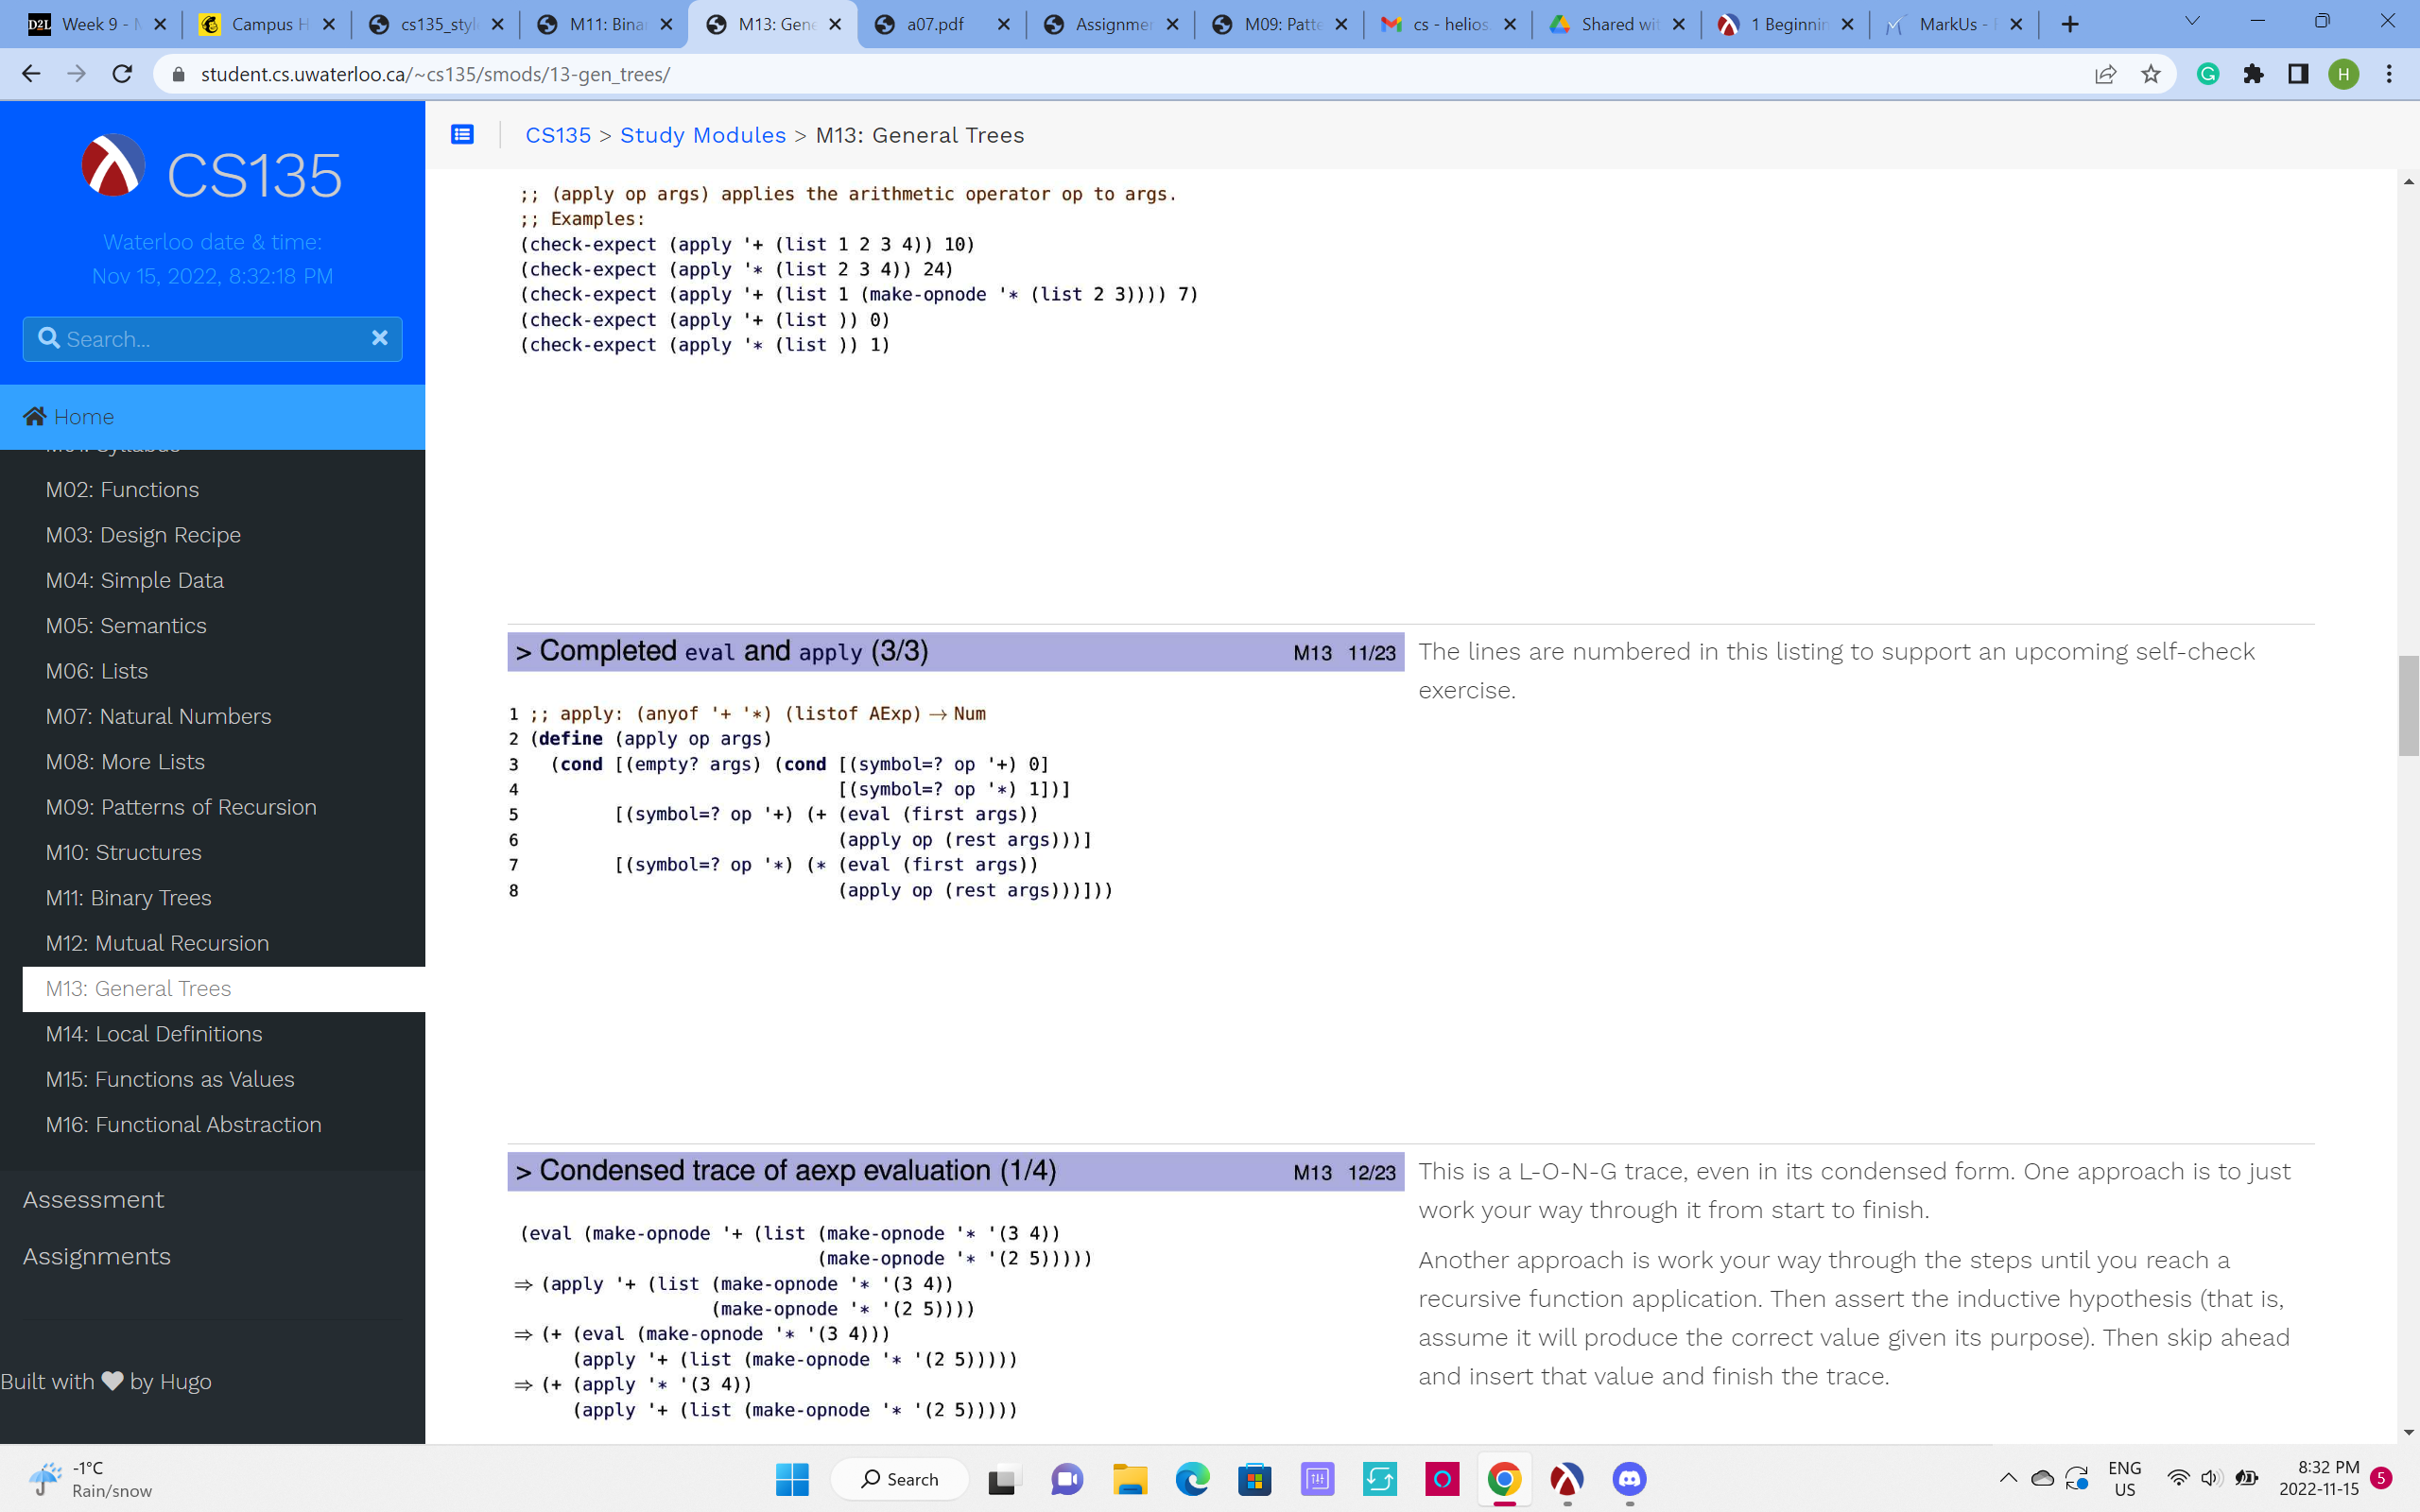 Week 9 -
Campus H
cs135_styl
M11: Bina
M13: Gene
a07.pdf
Assignmer
M09: Patte
cs - helios.
Shared wit
1 Beginnin
MarkUs -
student.cs.uwaterloo.ca/~cs135/smods/13-gen_trees/
H
CS135
Waterloo date & time:
Nov 15, 2022, 8:32:18 PM
Search...
Home
M02: Functions
M03: Design Recipe
M04: Simple Data
M05: Semantics
M06: Lists
M07: Natural Numbers
M08: More Lists
M09: Patterns of Recursion
M10: Structures
M11: Binary Trees
M12: Mutual Recursion
M13: General Trees
M14: Local Definitions
M15: Functions as Values
M16: Functional Abstraction
Assessment
Assignments
Built with by Hugo
CS135 > Study Modules > M13: General Trees
;; (apply op args) applies the arithmetic operator op to args.
;; Examples:
(check-expect (apply '+ (list 1 2 3 4)) 10)
(check-expect (apply '* (list 2 3 4)) 24)
(check-expect (apply '+ (list 1 (make-opnode '* (list 2 3)))) 7)
(check-expect (apply '+ (list )) 0)
(check-expect (apply '* (list )) 1)
> Completed eval and apply (3/3) M13 11/23
The lines are numbered in this listing to support an upcoming self-check
exercise.
1 ;; apply: (anyof '+ '*) (listof AExp) → Num
2 (define (apply op args)
3 (cond [(empty? args) (cond [(symbol=? op '+) 0]
4 [(symbol=? op '*) 1])]
5 [(symbol=? op '+) (+ (eval (first args))
6 (apply op (rest args)))]
7 [(symbol=? op '*) (* (eval (first args))
8 (apply op (rest args)))]))
> Condensed trace of aexp evaluation (1/4) M13 12/23
This is a L-O-N-G trace, even in its condensed form. One approach is to just
work your way through it from start to finish.
Another approach is work your way through the steps until you reach a
recursive function application. Then assert the inductive hypothesis (that is,
assume it will produce the correct value given its purpose). Then skip ahead
and insert that value and finish the trace.
(eval (make-opnode '+ (list (make-opnode '* '(3 4))
(make-opnode '* '(2 5)))))
⇒ (apply '+ (list (make-opnode '* '(3 4))
(make-opnode '* '(2 5))))
⇒ (+ (eval (make-opnode '* '(3 4)))
(apply '+ (list (make-opnode '* '(2 5)))))
⇒ (+ (apply '* '(3 4))
(apply '+ (list (make-opnode '* '(2 5)))))
-1°C
Rain/snow
Search
ENG
US
8:32 PM
2022-11-15
5